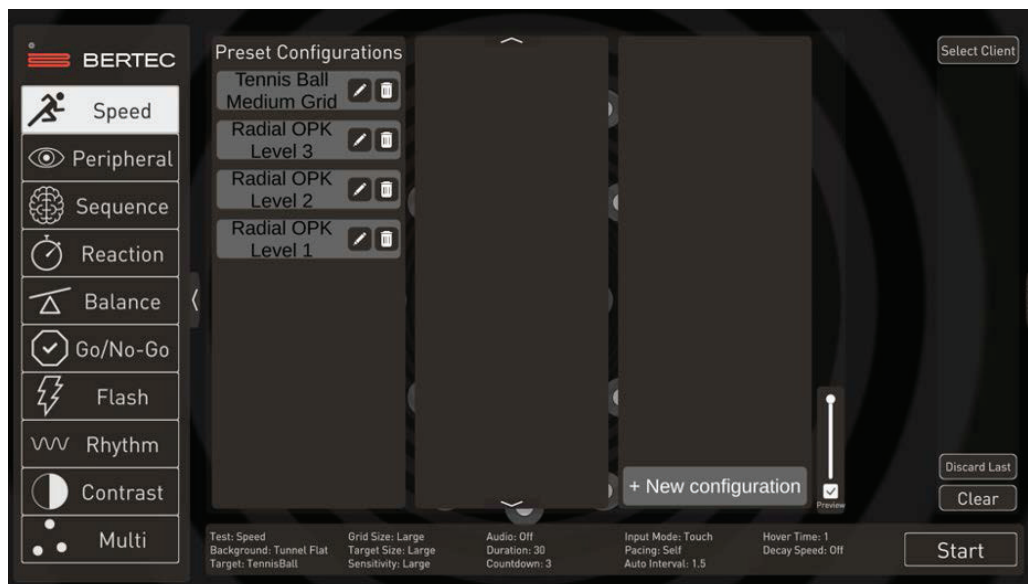 BERTEC
Speed
Peripheral
Sequence
Reaction
Balance
Go/No-Go
Flash
Rhythm
Contrast
Multi
Preset Configurations
Tennis Ball
Medium Grid
Radial OPK
Level 3
Radial OPK
Level 2
Radial OPK
Level 1
+ New configuration
Preview
Select Client
Discard Last
Clear
Start
Test: Speed
Background: Tunnel Flat
Target: TennisBall
Grid Size: Large
Target Size: Large
Sensitivity: Large
Audio: Off
Duration: 30
Countdown: 3
Input Mode: Touch
Pacing: Self
Auto Interval: 1.5
Hover Time: 1
Decay Speed: Off